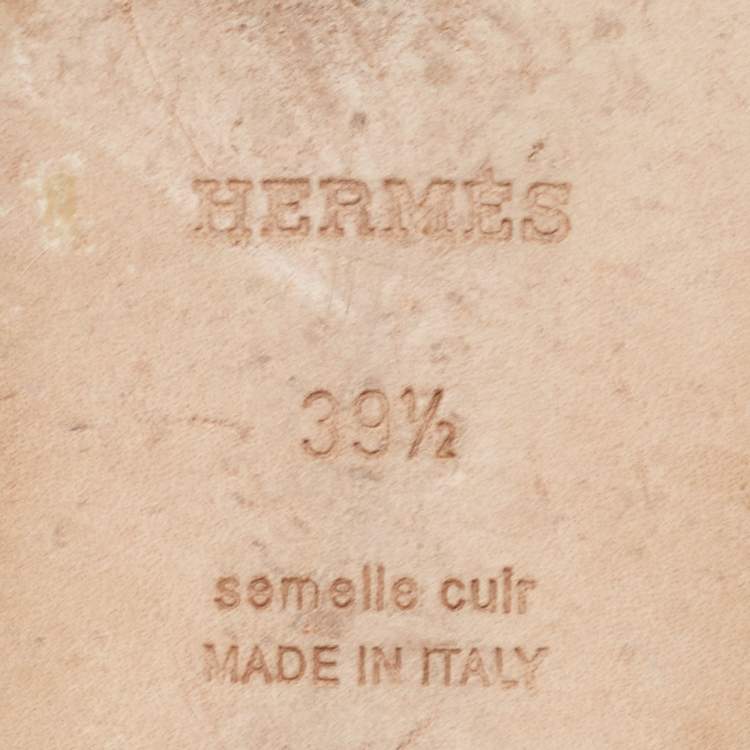 HERMÈS
39½
semelle cuir
MADE IN ITALY